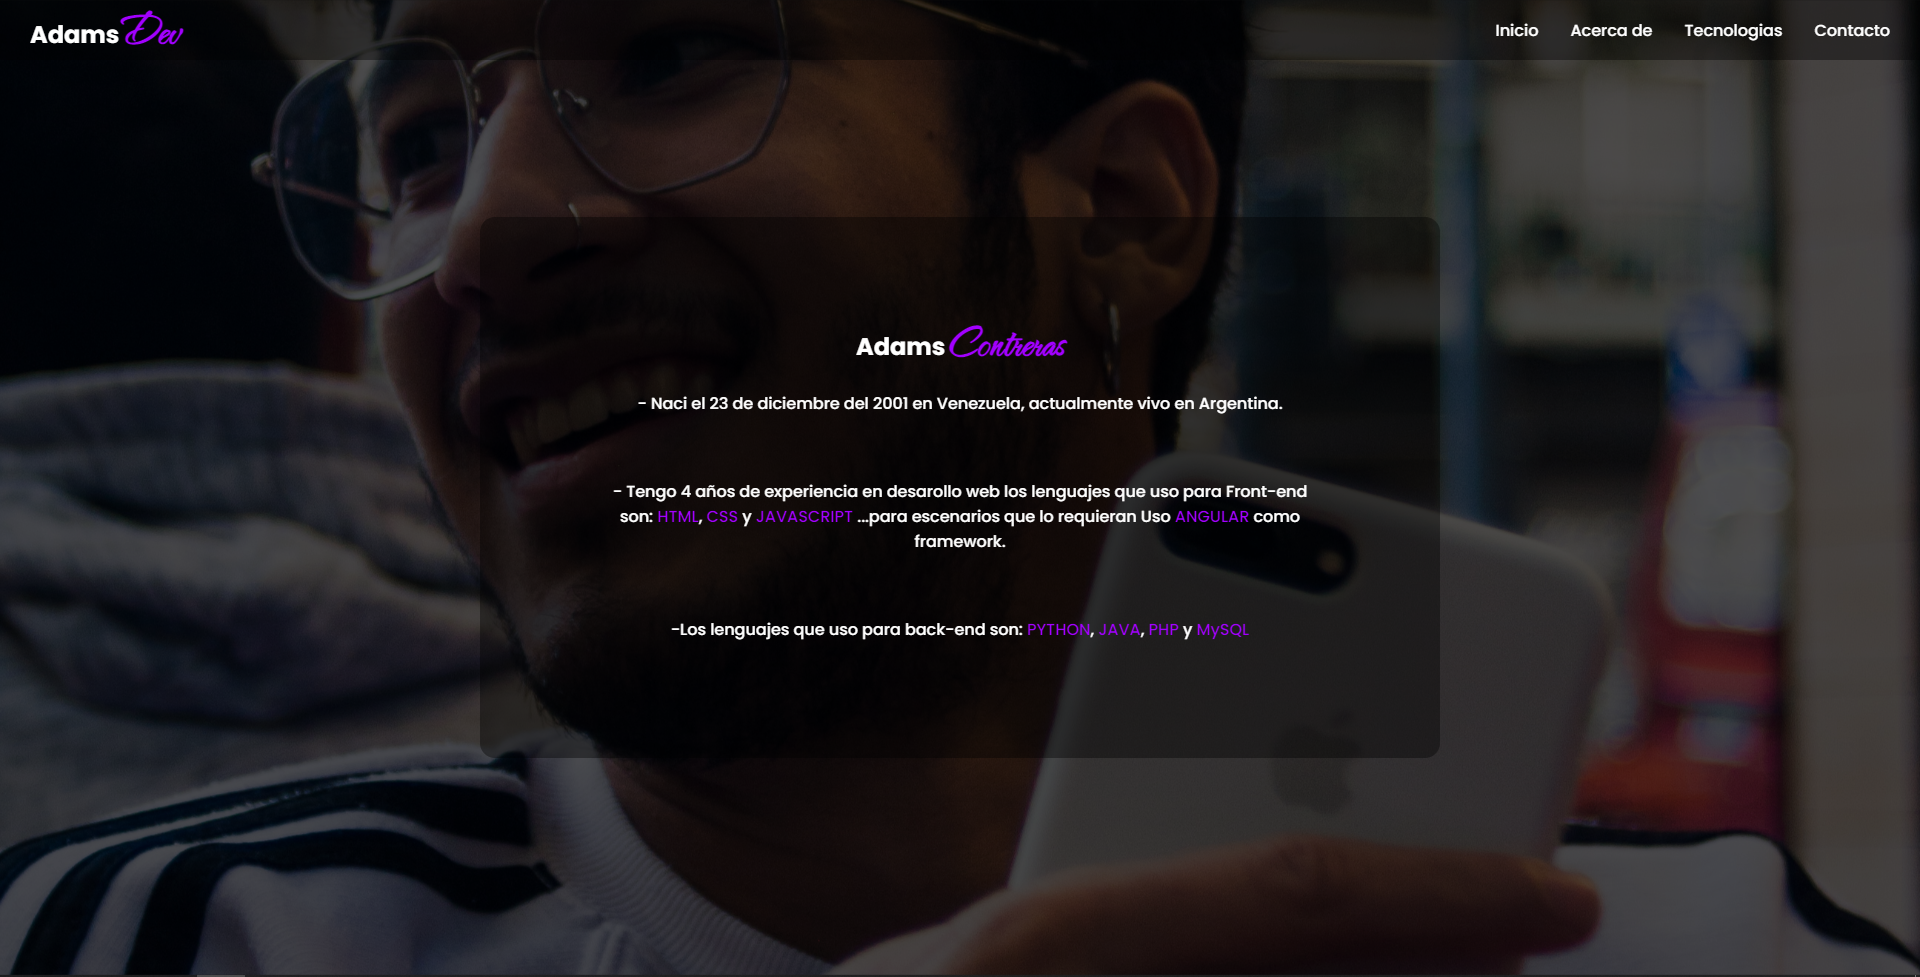 Adams Dev
Inicio Acerca de Tecnologias Contacto
Adams Contreras
- Naci el 23 de diciembre del 2001 en Venezuela, actualmente vivo en Argentina.
- Tengo 4 años de experiencia en desarollo web los lenguajes que uso para Front-end
son: HTML, CSS y JAVASCRIPT ...para escenarios que lo requieran Uso ANGULAR como
framework.
-Los lenguajes que uso para back-end son: PYTHON, JAVA, PHP y MySQL